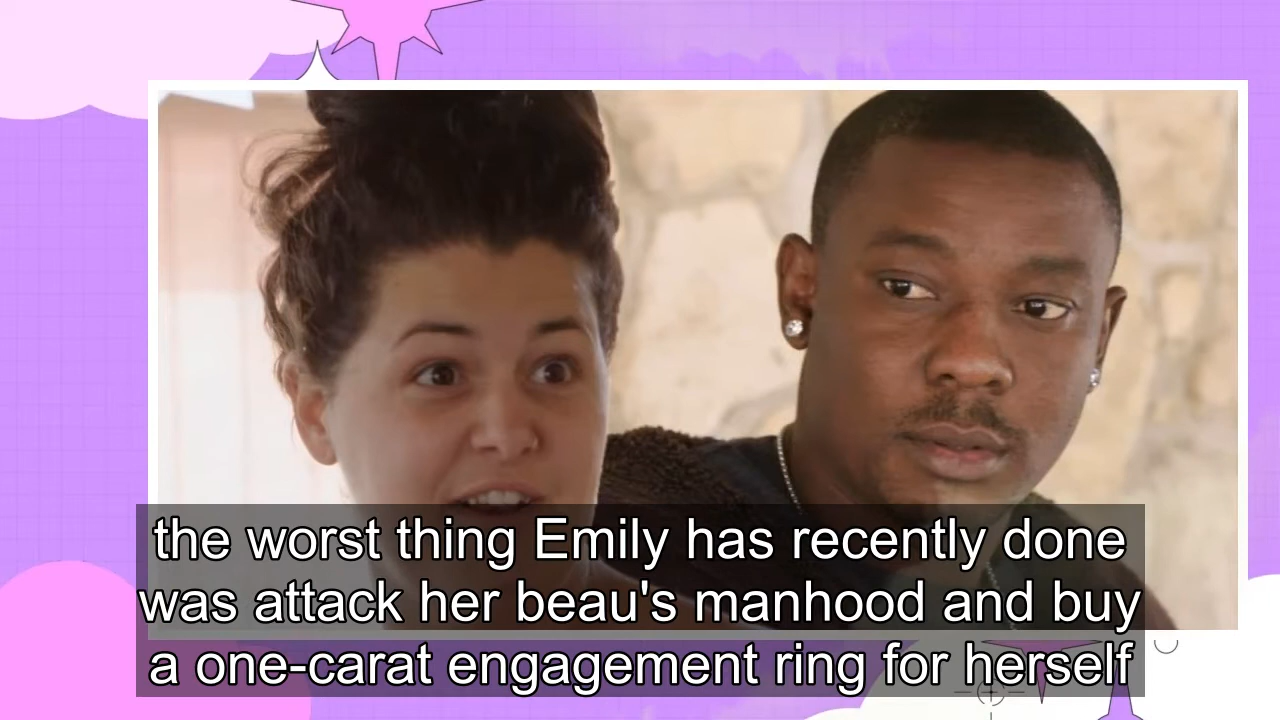 the worst thing Emily has recently done
was attack her beau's manhood and buy
a one-carat engagement ring for herself